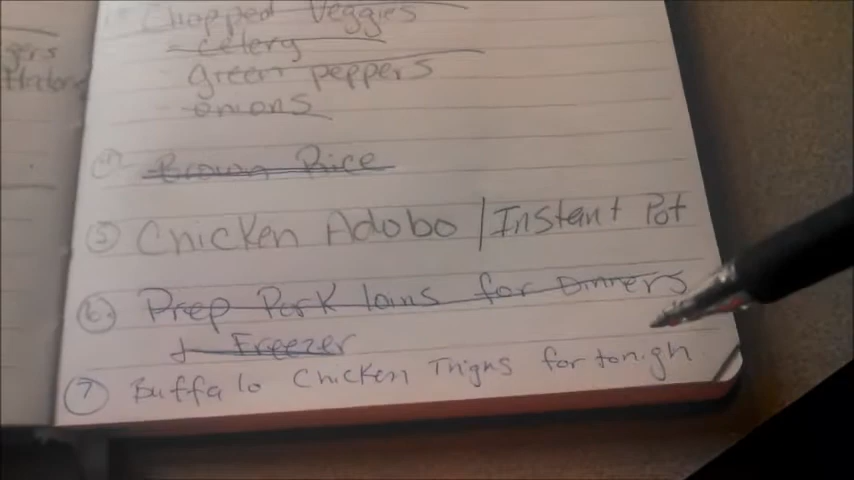 Chopped Veggies
celery
green peppers
onions
4 Brown Rice
5 Chicken Adobo | Instant Pot
6. Prep Pork loins for Dinners
+ Freezer
7 Buffalo Chicken Thighs for tonigh